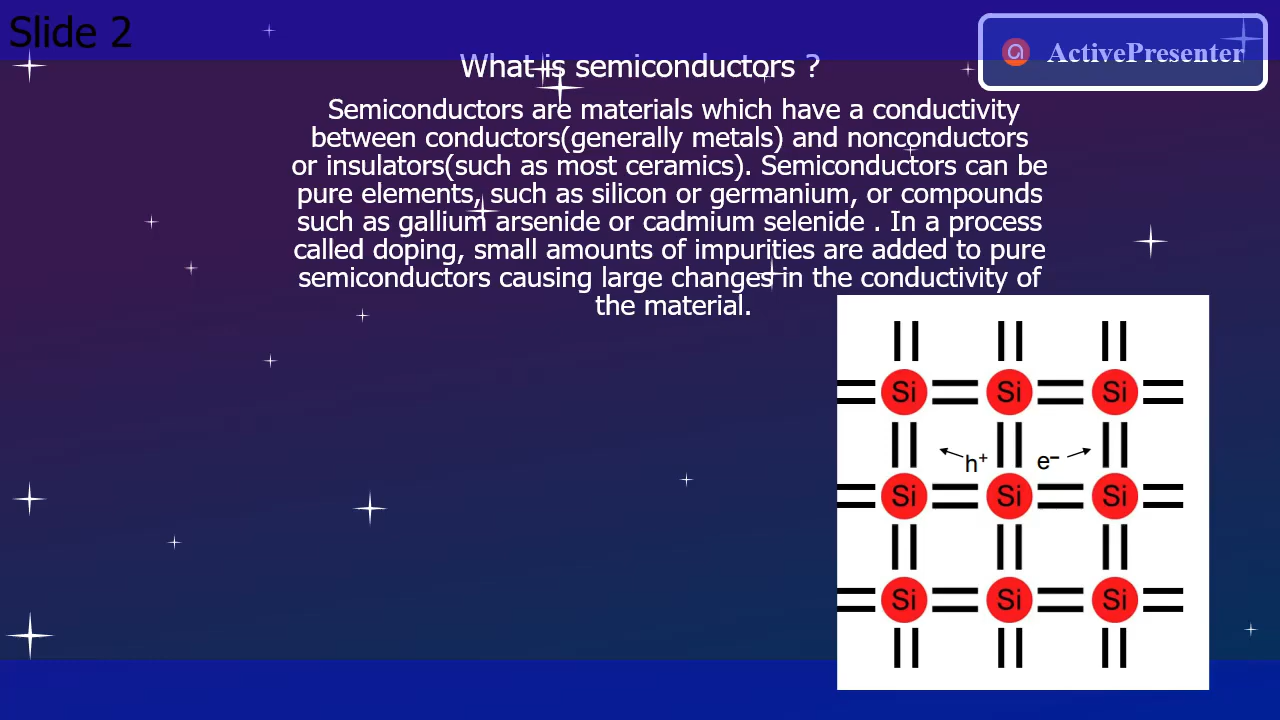 Slide 2
ActivePresenter
What is semiconductors ?
Semiconductors are materials which have a conductivity
between conductors(generally metals) and nonconductors
or insulators(such as most ceramics). Semiconductors can be
pure elements, such as silicon or germanium, or compounds
such as gallium arsenide or cadmium selenide . In a process
called doping, small amounts of impurities are added to pure
semiconductors causing large changes in the conductivity of
the material.
Si Si Si
h⁺ e⁻
Si Si Si
Si Si Si